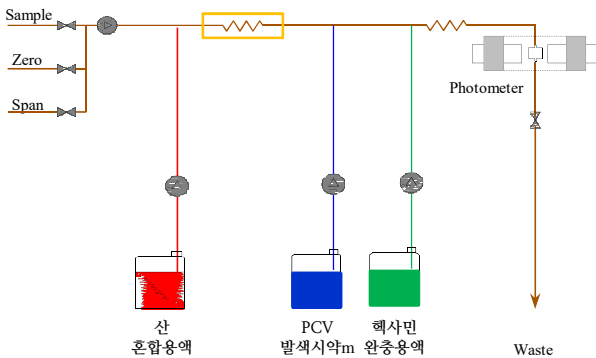 Sample
Zero
Span
Photometer
산
혼합용액
PCV
발색시약m
헥사민
완충용액
Waste